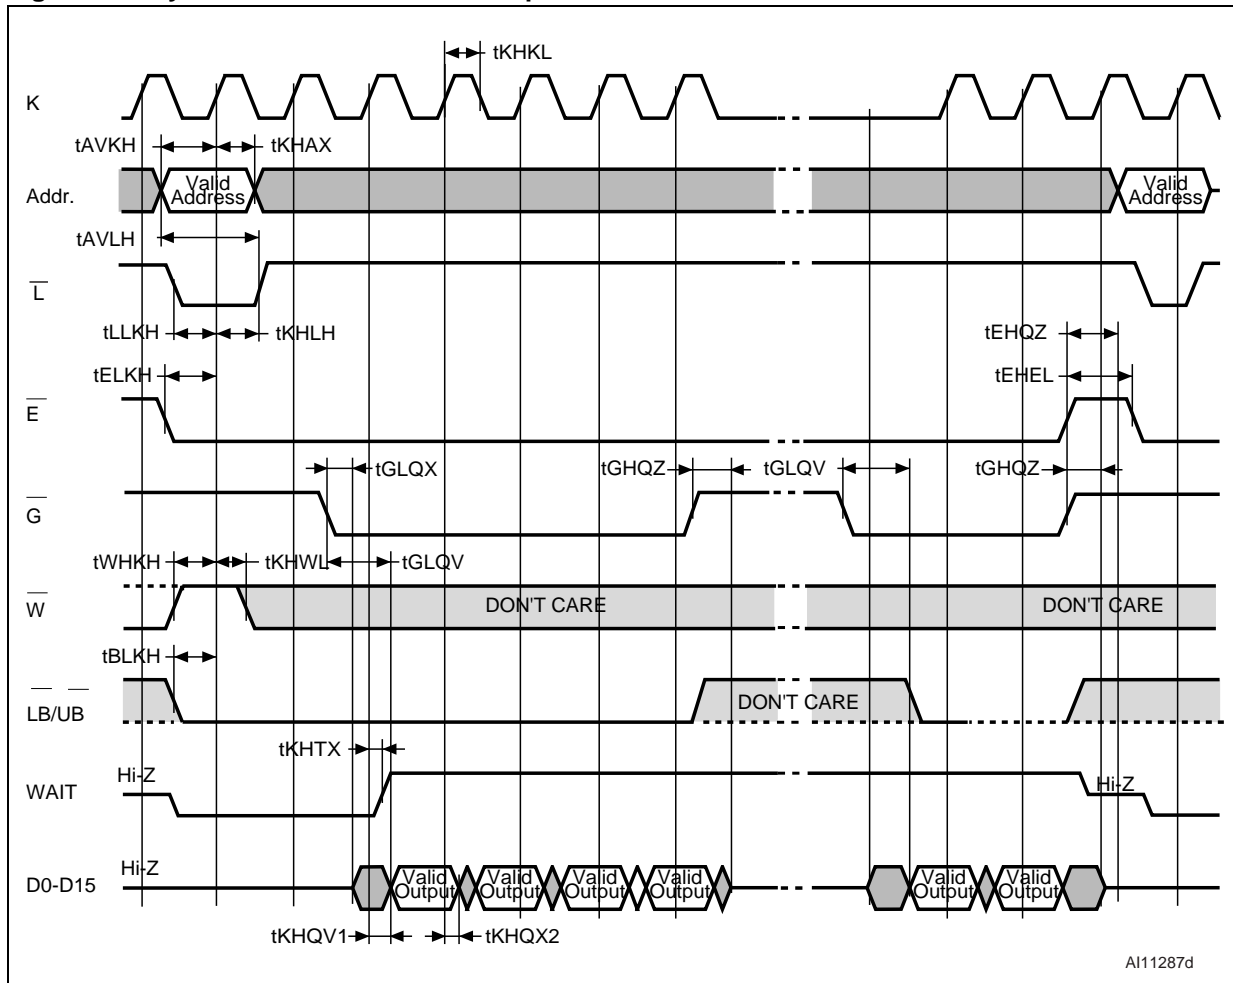 tKHKL
K
tAVKH
tKHAX
Valid
Address
Valid
Address
Addr.
tAVLH
L
tLLKH
tKHLH
tEHQZ
tELKH
tEHEL
E
tGLQX
tGHQZ
tGLQV
tGHQZ
G
tWHKH
tKHWL
tGLQV
W
DON'T CARE
DON'T CARE
tBLKH
LB/UB
DON'T CARE
tKHTX
Hi-Z
WAIT
Hi-Z
Hi-Z
D0-D15
Valid
Output
Valid
Output
Valid
Output
Valid
Output
Valid
Output
Valid
Output
tKHQV1
tKHQX2
AI11287d